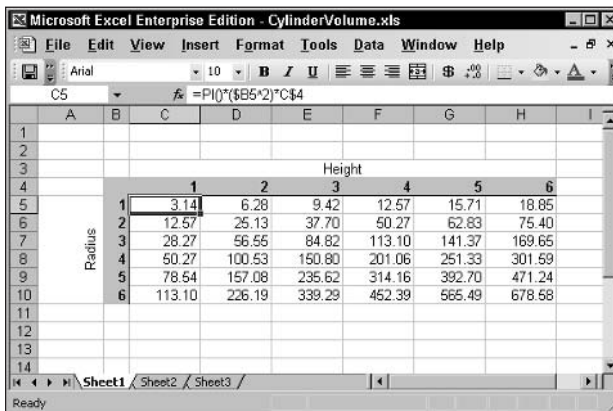 Microsoft Excel Enterprise Edition - CylinderVolume.xls
File Edit View Insert Format Tools Data Window Help
Arial 10 B I U $
C5 fx =PI()*($B5^2)*C$4
A B C D E F G H I
1
2
3 Height
4 1 2 3 4 5 6
5 1 3.14 6.28 9.42 12.57 15.71 18.85
6 2 12.57 25.13 37.70 50.27 62.83 75.40
7 3 28.27 56.55 84.82 113.10 141.37 169.65
8 4 50.27 100.53 150.80 201.06 251.33 301.59
9 5 78.54 157.08 235.62 314.16 392.70 471.24
10 6 113.10 226.19 339.29 452.39 565.49 678.58
Radius
11
12
13
14
Sheet1 Sheet2 Sheet3
Ready